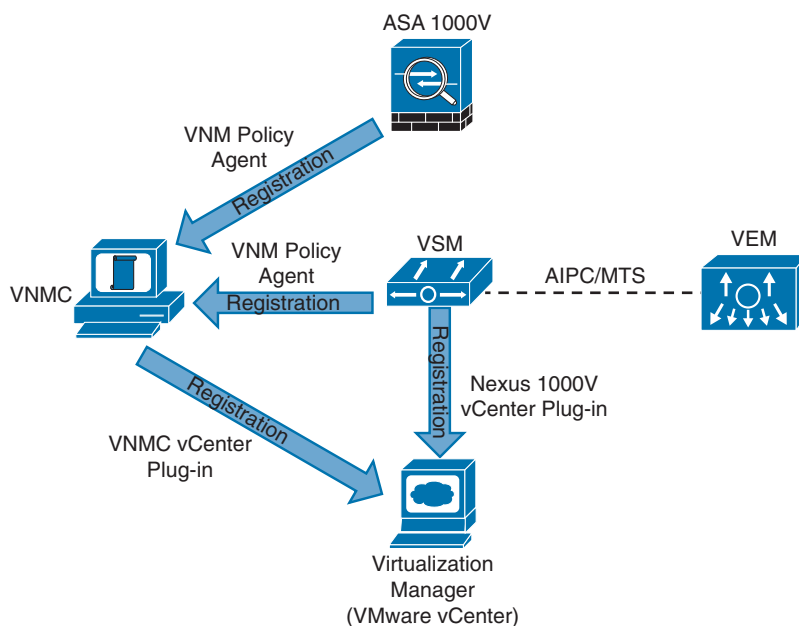 ASA 1000V
VNM Policy
Agent
Registration
VNMC
VNM Policy
Agent
Registration
VSM
AIPC/MTS
VEM
Registration
Nexus 1000V
vCenter Plug-in
Registration
VNMC vCenter
Plug-in
Virtualization
Manager
(VMware vCenter)